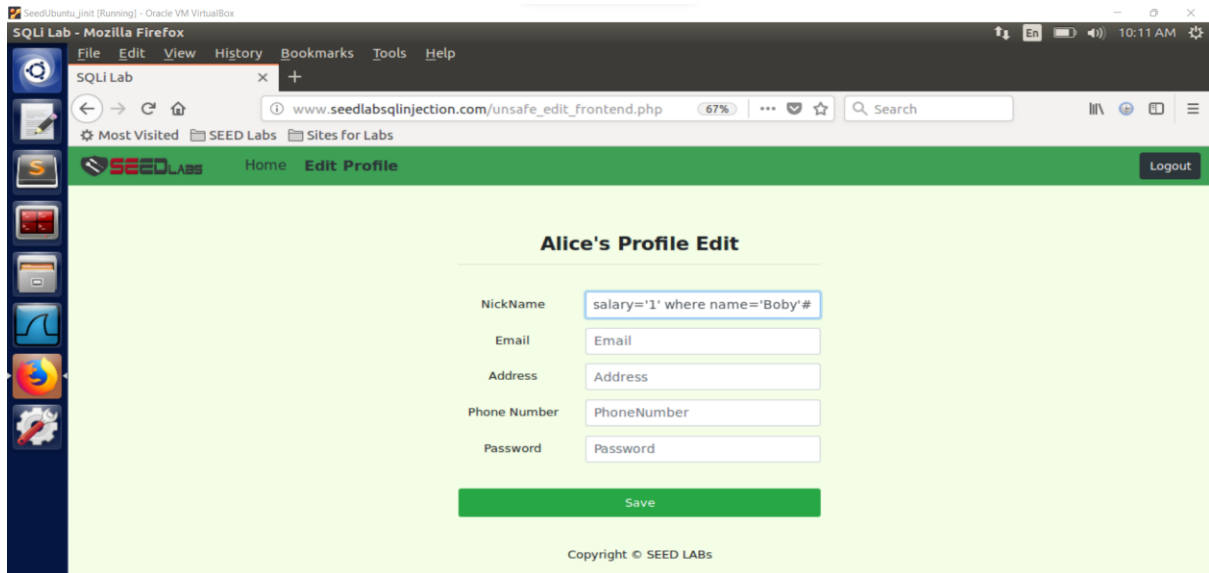 SeedUbuntu_jinit [Running] - Oracle VM VirtualBox
SQLi Lab - Mozilla Firefox En 10:11 AM
File Edit View History Bookmarks Tools Help
SQLi Lab
www.seedlabsqlinjection.com/unsafe_edit_frontend.php 67% Search
Most Visited SEED Labs Sites for Labs
SEEDLABS Home Edit Profile Logout
Alice's Profile Edit
NickName salary='1' where name='Boby'#
Email Email
Address Address
Phone Number PhoneNumber
Password Password
Save
Copyright © SEED LABs